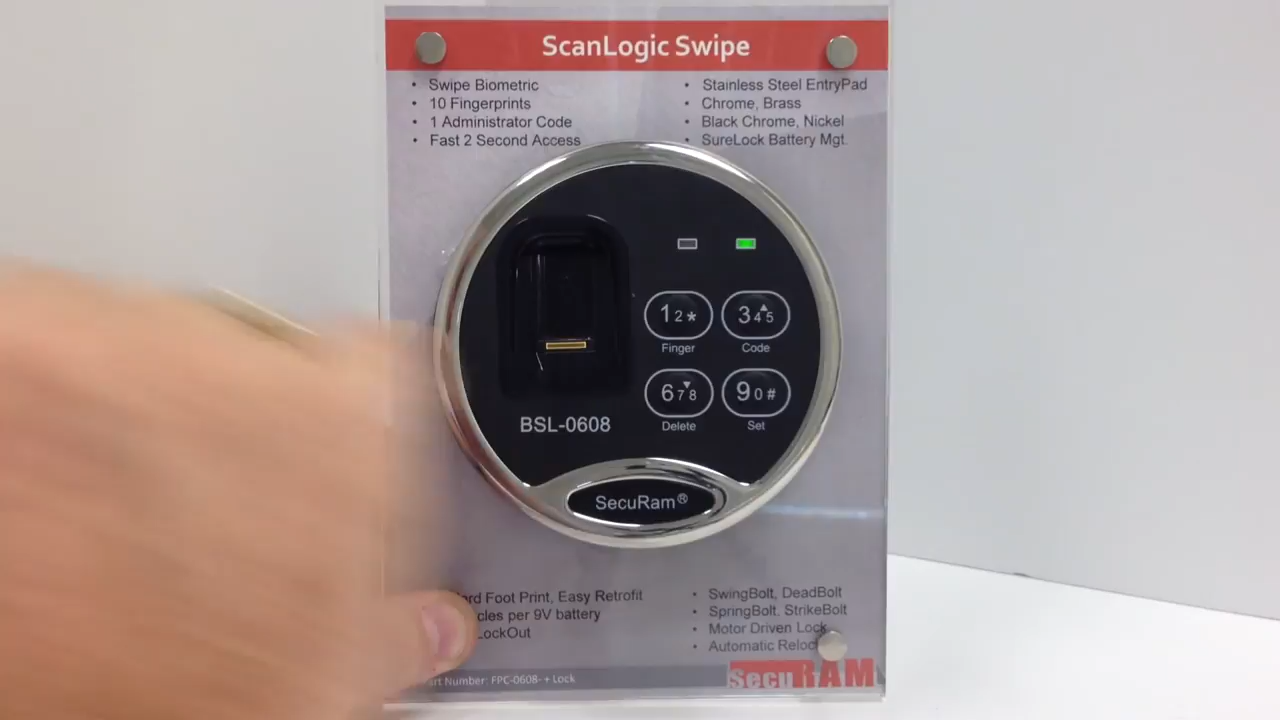 ScanLogic Swipe
• Swipe Biometric
• 10 Fingerprints
• 1 Administrator Code
• Fast 2 Second Access
• Stainless Steel EntryPad
• Chrome, Brass
• Black Chrome, Nickel
• SureLock Battery Mgt.
1 2 *
Finger
3 4 5
Code
6 7 8
Delete
9 0 #
Set
BSL-0608
SecuRam®
Foot Print, Easy Retrofit
per 9V battery
LockOut
• SwingBolt, DeadBolt
• SpringBolt. StrikeBolt
• Motor Driven Lock
• Automatic
Number: FPC-0608- + Lock
SecuRAM